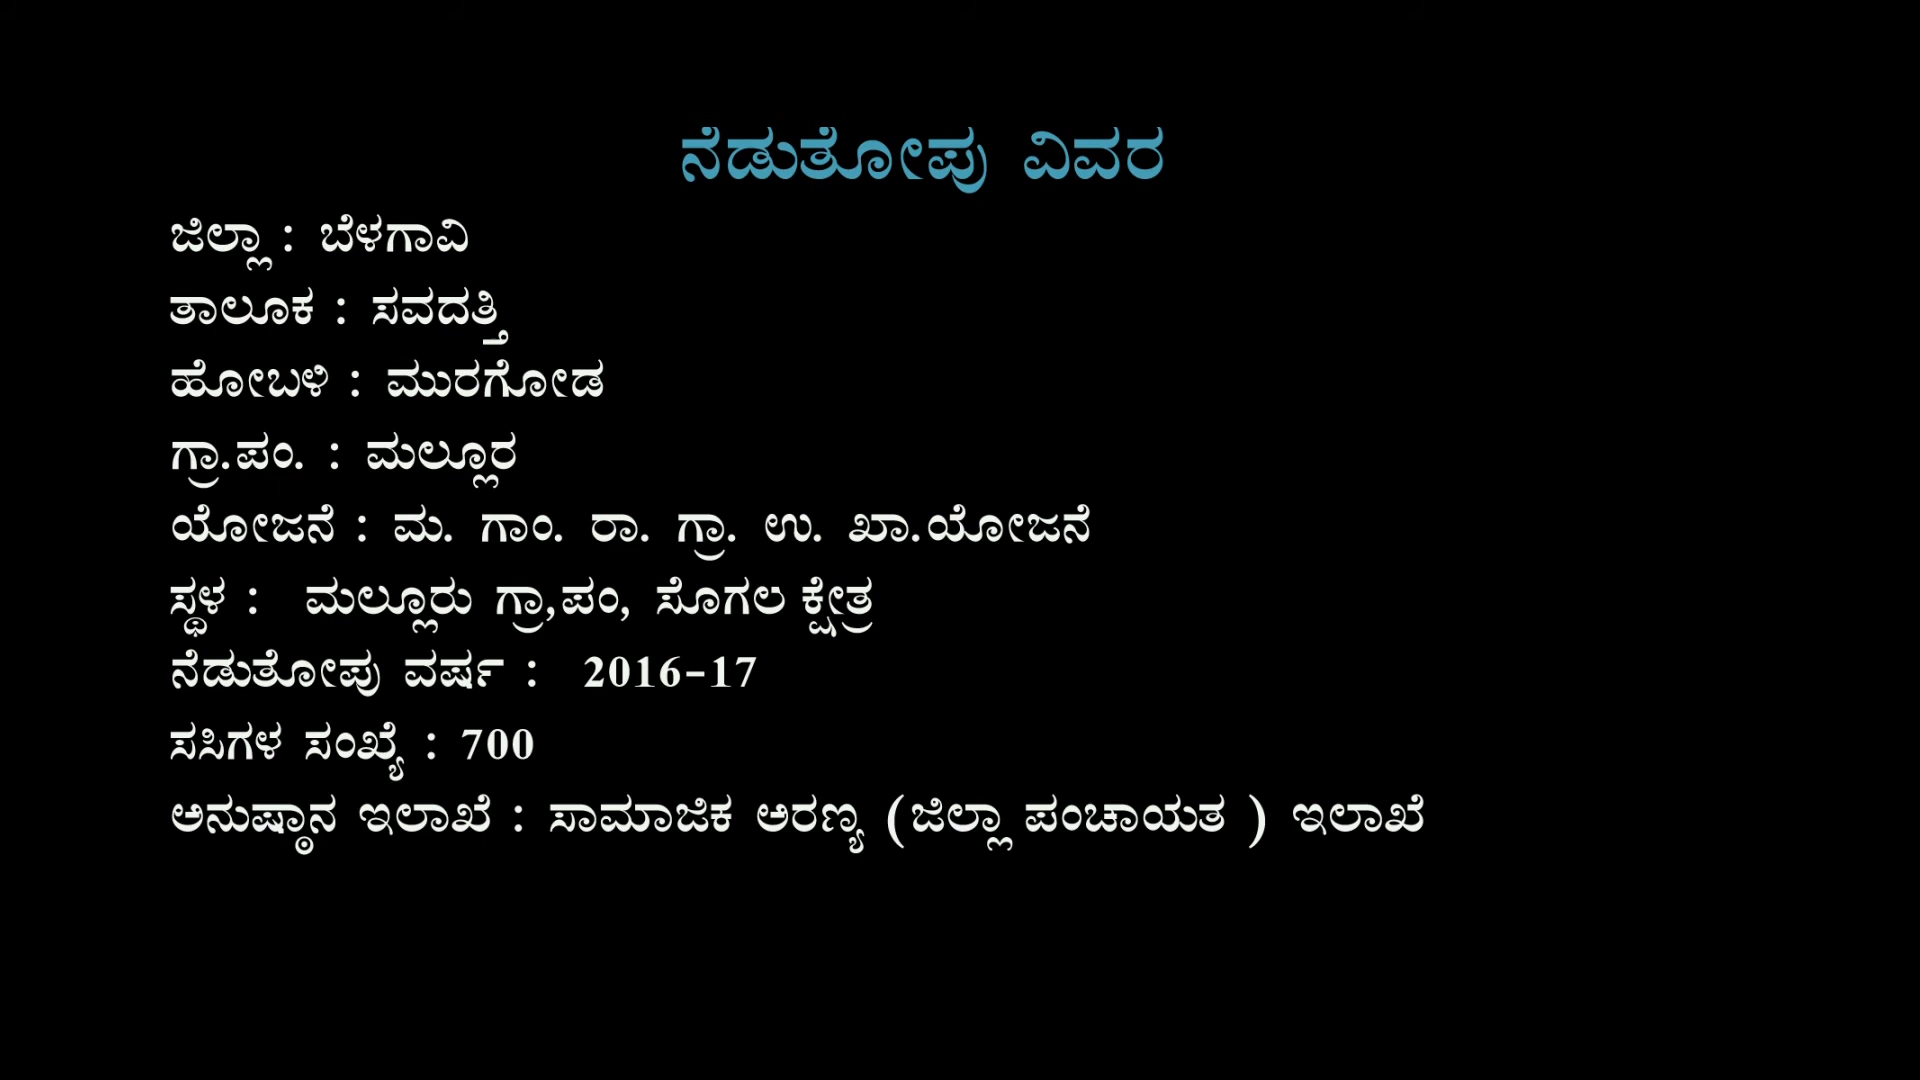 ನೆಡುತೋಪು ವಿವರ
ಜಿಲ್ಲಾ : ಬೆಳಗಾವಿ
ತಾಲೂಕ : ಸವದತ್ತಿ
ಹೋಬಳಿ : ಮುರಗೋಡ
ಗ್ರಾ.ಪಂ. : ಮಲ್ಲೂರ
ಯೋಜನೆ : ಮ. ಗಾಂ. ರಾ. ಗ್ರಾ. ಉ. ಖಾ.ಯೋಜನೆ
ಸ್ಥಳ : ಮಲ್ಲೂರು ಗ್ರಾ,ಪಂ, ಸೊಗಲ ಕ್ಷೇತ್ರ
ನೆಡುತೋಪು ವರ್ಷ : 2016-17
ಸಸಿಗಳ ಸಂಖ್ಯೆ : 700
ಅನುಷ್ಠಾನ ಇಲಾಖೆ : ಸಾಮಾಜಿಕ ಅರಣ್ಯ (ಜಿಲ್ಲಾ ಪಂಚಾಯತ ) ಇಲಾಖೆ